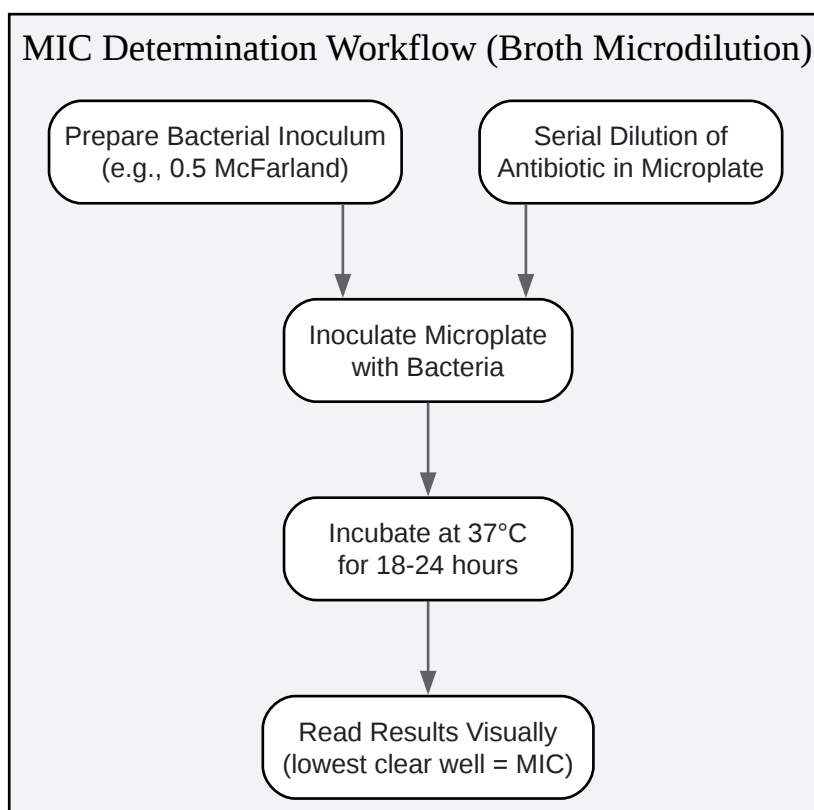 MIC Determination Workflow (Broth Microdilution)
Prepare Bacterial Inoculum
(e.g., 0.5 McFarland)
Serial Dilution of
Antibiotic in Microplate
Inoculate Microplate
with Bacteria
Incubate at 37°C
for 18-24 hours
Read Results Visually
(lowest clear well = MIC)